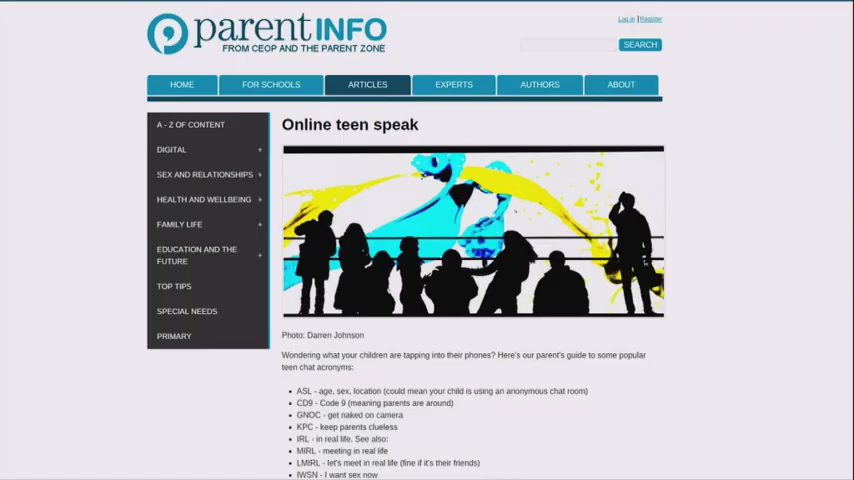 parent INFO
FROM CEOP AND THE PARENT ZONE
Log in | Register
SEARCH
HOME
FOR SCHOOLS
ARTICLES
EXPERTS
AUTHORS
ABOUT
A - Z OF CONTENT
DIGITAL +
SEX AND RELATIONSHIPS +
HEALTH AND WELLBEING +
FAMILY LIFE +
EDUCATION AND THE
FUTURE +
TOP TIPS
SPECIAL NEEDS
PRIMARY
Online teen speak
Photo: Darren Johnson
Wondering what your children are tapping into their phones? Here's our parent's guide to some popular
teen chat acronyms:
• ASL - age, sex, location (could mean your child is using an anonymous chat room)
• CD9 - Code 9 (meaning parents are around)
• GNOC - get naked on camera
• KPC - keep parents clueless
• IRL - in real life. See also:
• MIRL - meeting in real life
• LMIRL - let's meet in real life (fine if it's their friends)
• IWSN - I want sex now